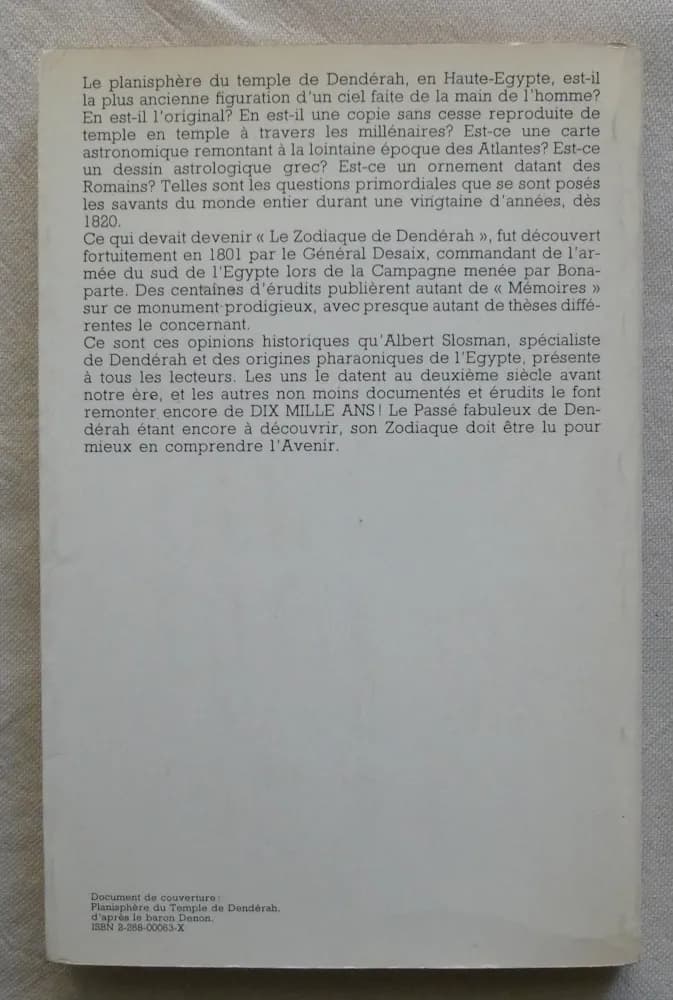 Le planisphère du temple de Dendérah, en Haute-Egypte, est-il
la plus ancienne figuration d'un ciel faite de la main de l'homme?
En est-il l'original? En est-il une copie sans cesse reproduite de
temple en temple à travers les millénaires? Est-ce une carte
astronomique remontant à la lointaine époque des Atlantes? Est-ce
un dessin astrologique grec? Est-ce un ornement datant des
Romains? Telles sont les questions primordiales que se sont posés
les savants du monde entier durant une vingtaine d'années, dès
1820.
Ce qui devait devenir « Le Zodiaque de Dendérah », fut découvert
fortuitement en 1801 par le Général Desaix, commandant de l'ar-
mée du sud de l'Egypte lors de la Campagne menée par Bona-
parte. Des centaines d'érudits publièrent autant de « Mémoires »
sur ce monument prodigieux, avec presque autant de thèses diffé-
rentes le concernant.
Ce sont ces opinions historiques qu'Albert Slosman, spécialiste
de Dendérah et des origines pharaoniques de l'Egypte, présente
à tous les lecteurs. Les uns le datent au deuxième siècle avant
notre ère, et les autres non moins documentés et érudits le font
remonter encore de DIX MILLE ANS! Le Passé fabuleux de Den-
dérah étant encore à découvrir, son Zodiaque doit être lu pour
mieux en comprendre l'Avenir.
Document de couverture:
Planisphère du Temple de Dendérah,
d'après le baron Denon.
ISBN 2-268-00063-X